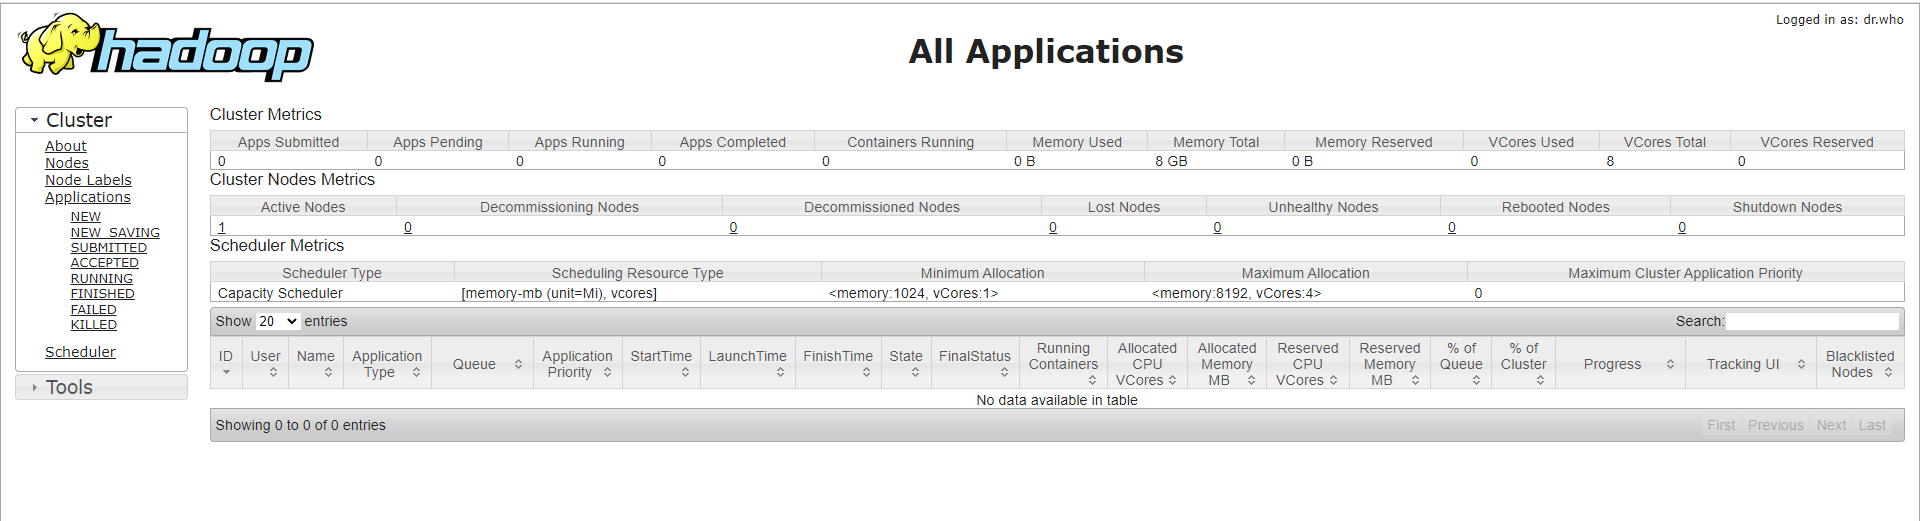 Logged in as: dr.who
hadoop
All Applications
Cluster
About
Nodes
Node Labels
Applications
NEW
NEW_SAVING
SUBMITTED
ACCEPTED
RUNNING
FINISHED
FAILED
KILLED
Scheduler
Tools
Cluster Metrics
Apps Submitted Apps Pending Apps Running Apps Completed Containers Running Memory Used Memory Total Memory Reserved VCores Used VCores Total VCores Reserved
0 0 0 0 0 0 B 8 GB 0 B 0 8 0
Cluster Nodes Metrics
Active Nodes Decommissioning Nodes Decommissioned Nodes Lost Nodes Unhealthy Nodes Rebooted Nodes Shutdown Nodes
1 0 0 0 0 0 0
Scheduler Metrics
Scheduler Type Scheduling Resource Type Minimum Allocation Maximum Allocation Maximum Cluster Application Priority
Capacity Scheduler [memory-mb (unit=Mi), vcores] <memory:1024, vCores:1> <memory:8192, vCores:4> 0
Show 20 entries Search:
ID User Name Application Type Queue Application Priority StartTime LaunchTime FinishTime State FinalStatus Running Containers Allocated CPU VCores Allocated Memory MB Reserved CPU VCores Reserved Memory MB % of Queue % of Cluster Progress Tracking UI Blacklisted Nodes
No data available in table
Showing 0 to 0 of 0 entries First Previous Next Last